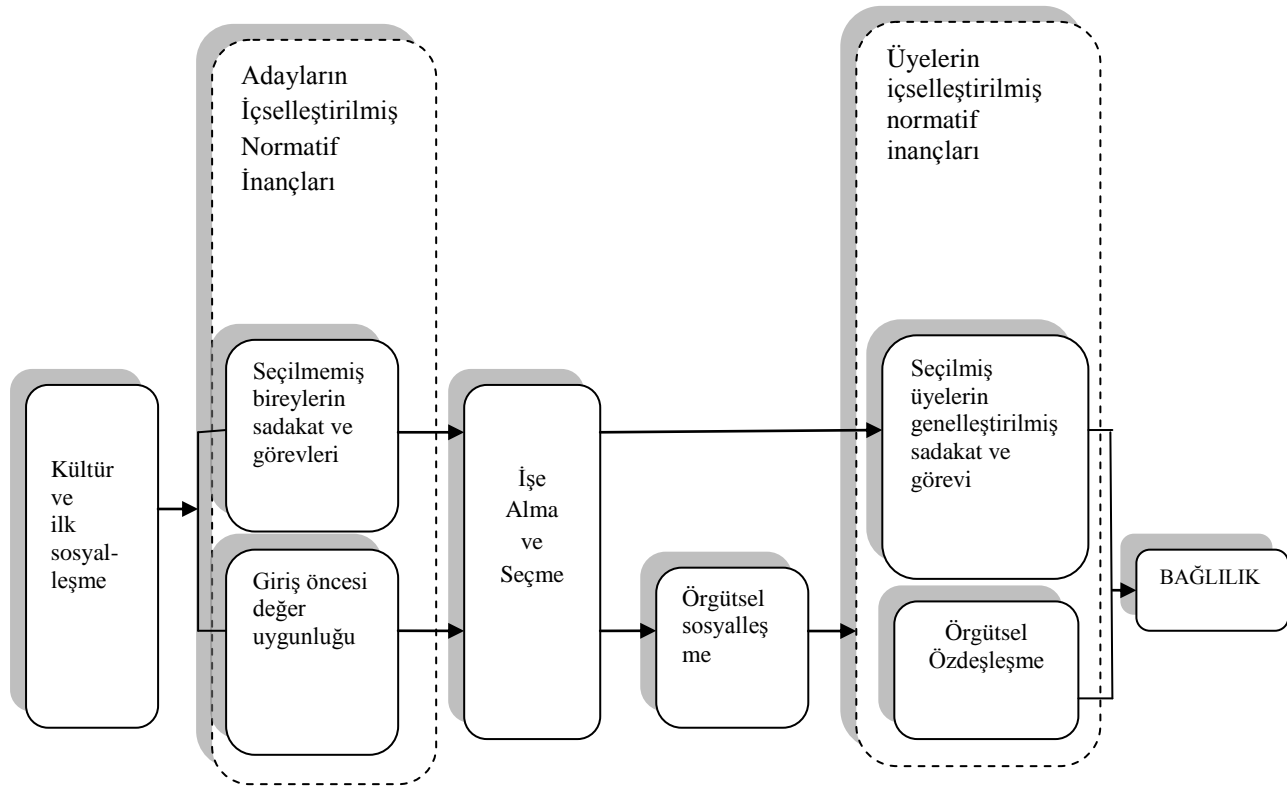 Adayların
İçselleştirilmiş
Normatif
İnançları
Üyelerin
içselleştirilmiş
normatif
inançları
Kültür
ve
ilk
sosyal-
leşme
Seçilmemiş
bireylerin
sadakat ve
görevleri
Giriş öncesi
değer
uygunluğu
İşe
Alma
ve
Seçme
Örgütsel
sosyalleş
me
Seçilmiş
üyelerin
genelleştirilmiş
sadakat ve
görevi
Örgütsel
Özdeşleşme
BAĞLILIK